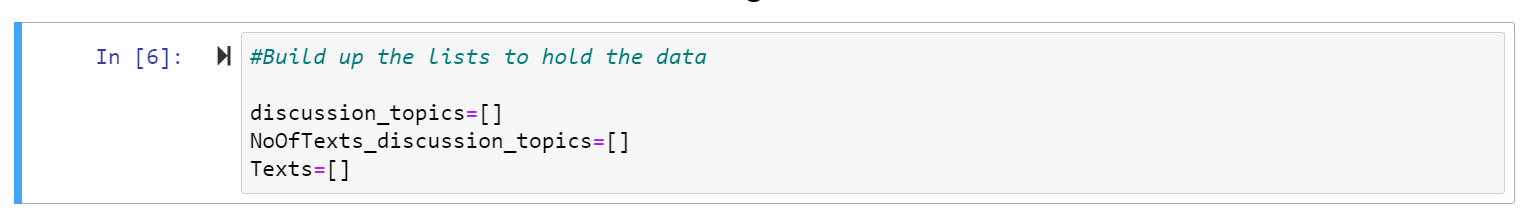 In [6]:
#Build up the lists to hold the data
discussion_topics=[]
NoOfTexts_discussion_topics=[]
Texts=[]